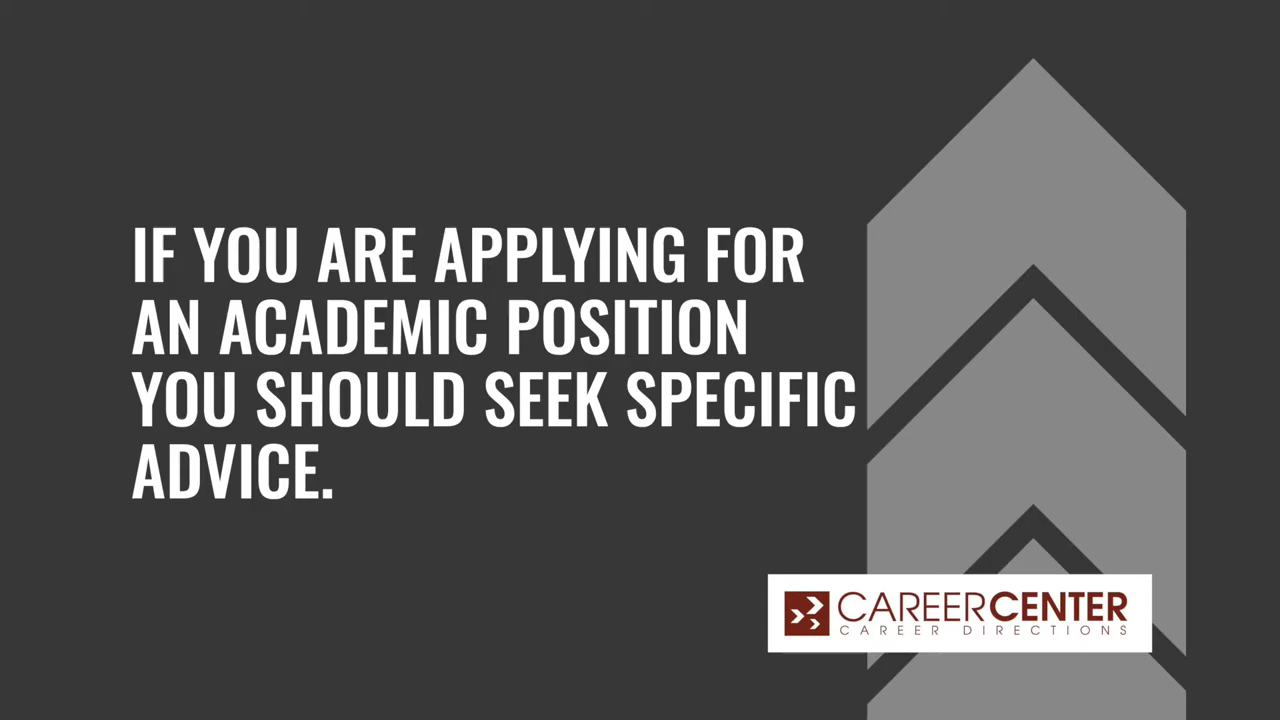 IF YOU ARE APPLYING FOR
AN ACADEMIC POSITION
YOU SHOULD SEEK SPECIFIC
ADVICE.
CAREERCENTER
CAREER DIRECTIONS